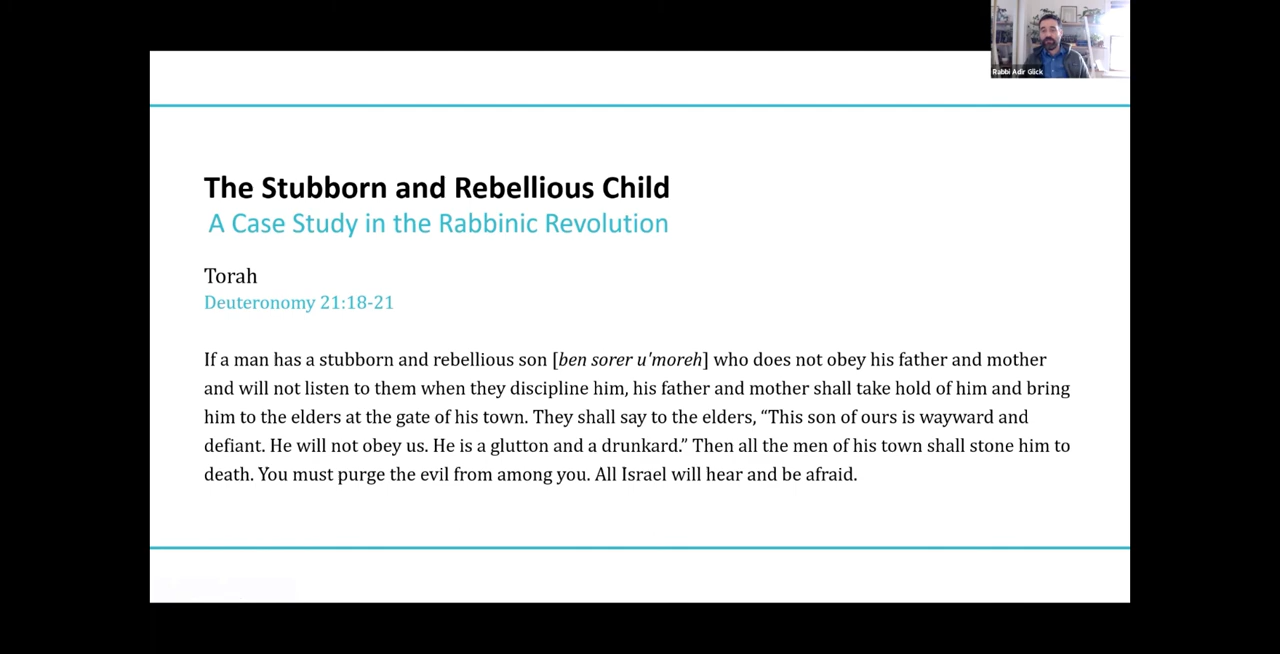 Rabbi Adir Glick
The Stubborn and Rebellious Child
A Case Study in the Rabbinic Revolution
Torah
Deuteronomy 21:18-21
If a man has a stubborn and rebellious son [ben sorer u'moreh] who does not obey his father and mother
and will not listen to them when they discipline him, his father and mother shall take hold of him and bring
him to the elders at the gate of his town. They shall say to the elders, “This son of ours is wayward and
defiant. He will not obey us. He is a glutton and a drunkard.” Then all the men of his town shall stone him to
death. You must purge the evil from among you. All Israel will hear and be afraid.